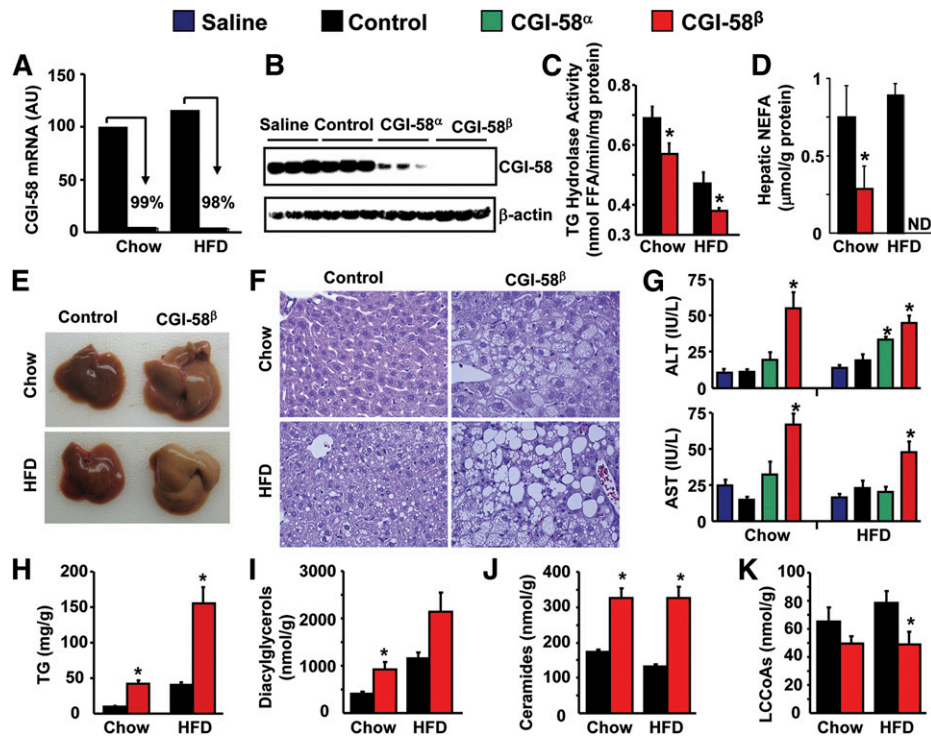 Saline Control CGI-58α CGI-58β
A
CGI-58 mRNA (AU)
150
100
50
0
99%
98%
Chow HFD
B
Saline Control CGI-58α CGI-58β
CGI-58
β-actin
C
TG Hydrolase Activity
(nmol FFA/min/mg protein)
0.8
0.6
0.4
0.3
* *
Chow HFD
D
Hepatic NEFA
(μmol/g protein)
1
0.5
0
*
ND
Chow HFD
E
Control CGI-58β
Chow
HFD
F
Control CGI-58β
Chow
HFD
G
ALT (IU/L)
75
50
25
0
* * *
AST (IU/L)
75
50
25
0
* *
Chow HFD
H
TG (mg/g)
200
150
100
50
0
* *
Chow HFD
I
Diacylglycerols
(nmol/g)
3000
2000
1000
0
*
Chow HFD
J
Ceramides (nmol/g)
400
300
200
100
0
* *
Chow HFD
K
LCCoAs (nmol/g)
100
80
60
40
20
0
*
Chow HFD